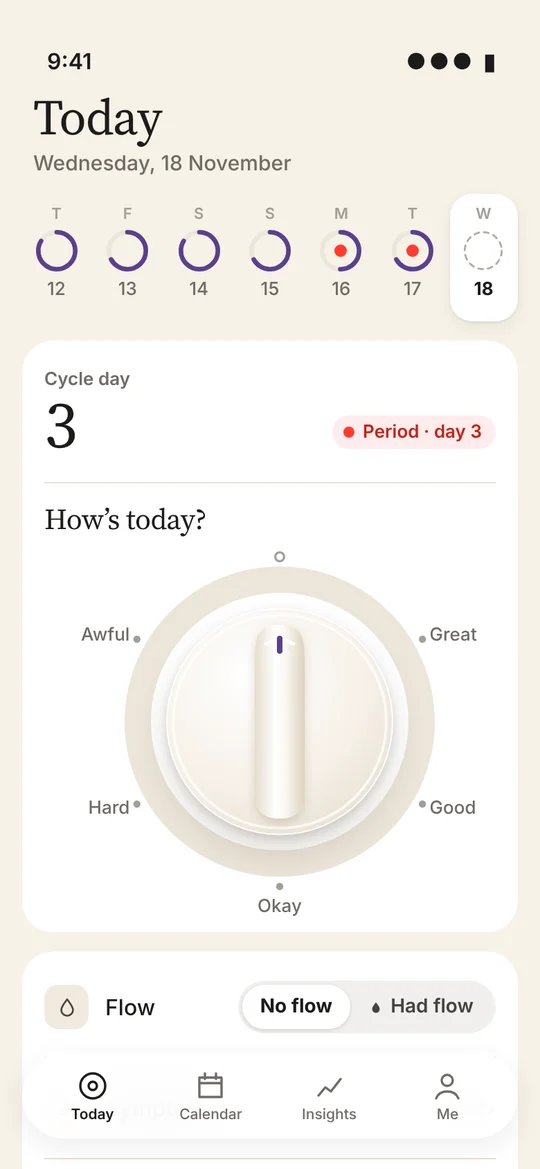 9:41
Today
Wednesday, 18 November
T F S S M T W
12 13 14 15 16 17 18
Cycle day
3
Period · day 3
How’s today?
Awful Great
Hard Good
Okay
Flow No flow Had flow
Today Calendar Insights Me